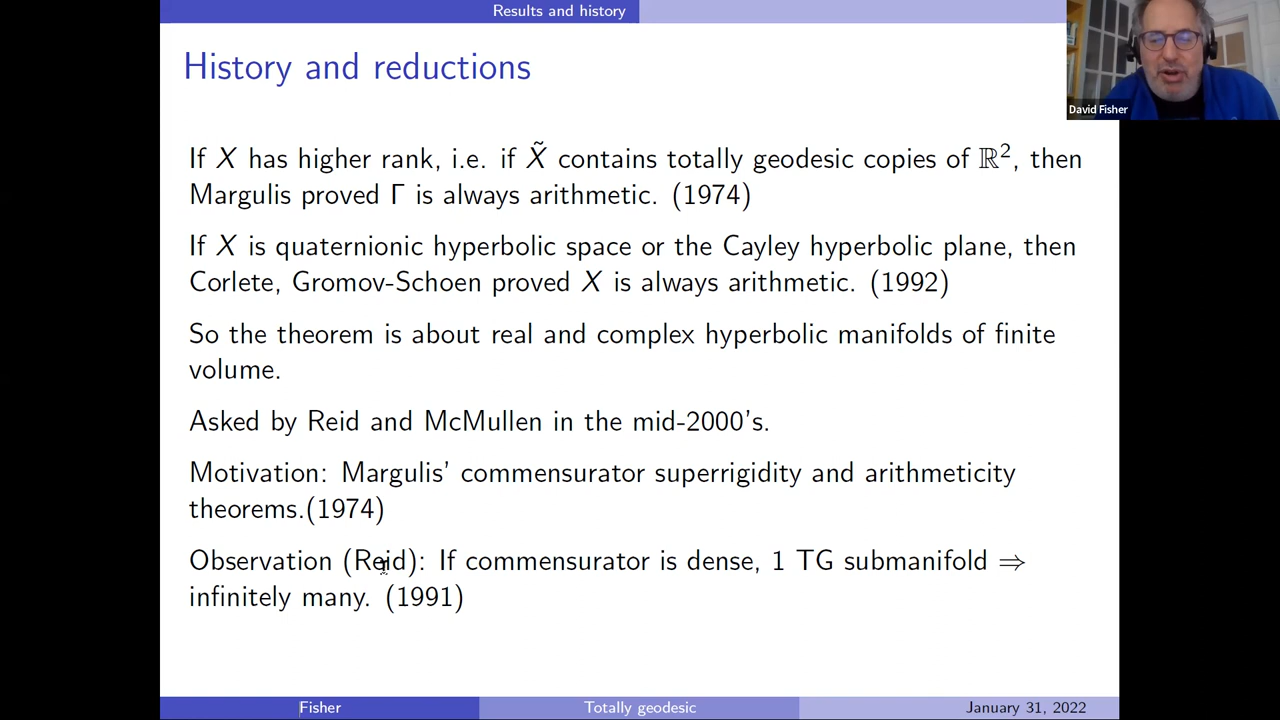 Results and history
History and reductions
David Fisher
If X has higher rank, i.e. if X̃ contains totally geodesic copies of ℝ², then
Margulis proved Γ is always arithmetic. (1974)
If X is quaternionic hyperbolic space or the Cayley hyperbolic plane, then
Corlete, Gromov-Schoen proved X is always arithmetic. (1992)
So the theorem is about real and complex hyperbolic manifolds of finite
volume.
Asked by Reid and McMullen in the mid-2000's.
Motivation: Margulis' commensurator superrigidity and arithmeticity
theorems.(1974)
Observation (Reid): If commensurator is dense, 1 TG submanifold ⇒
infinitely many. (1991)
Fisher Totally geodesic January 31, 2022